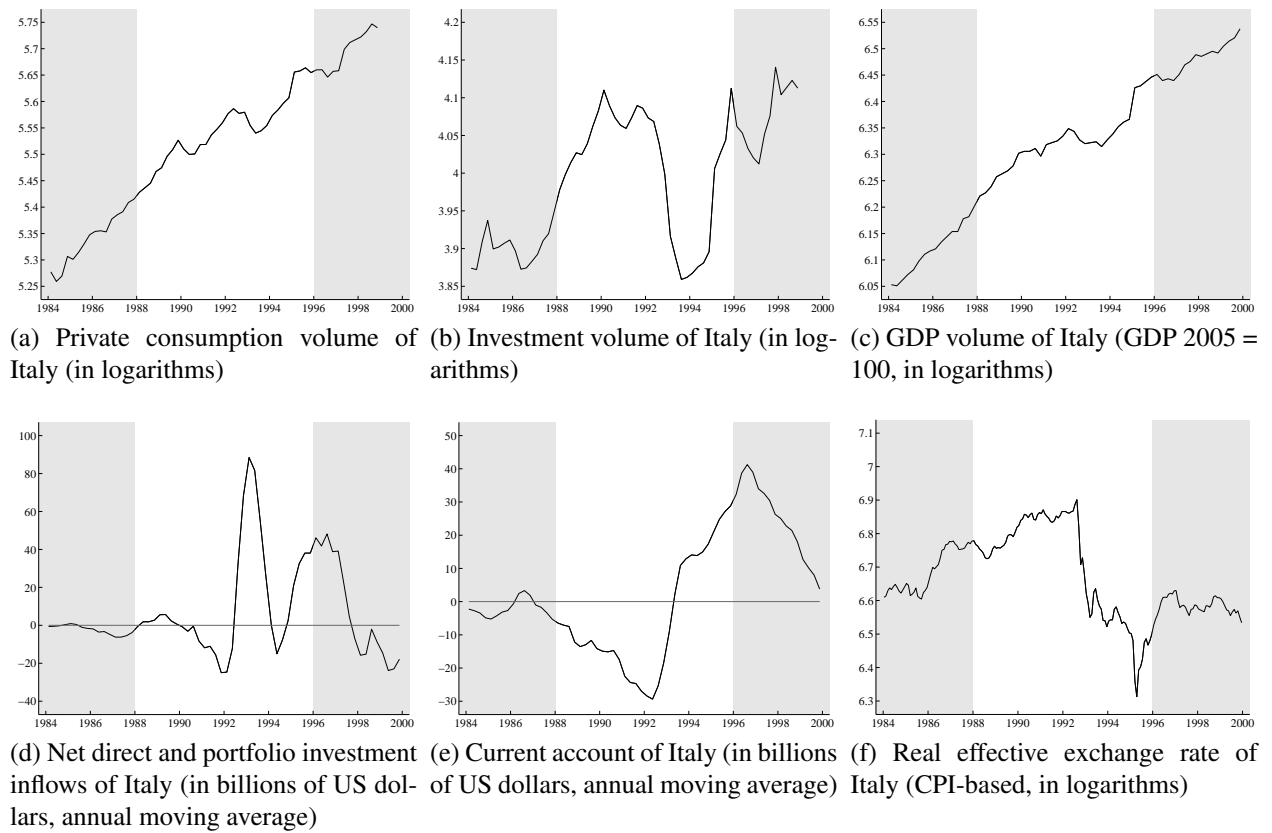 5.75
5.7
5.65
5.6
5.55
5.5
5.45
5.4
5.35
5.3
5.25
1984 1986 1988 1990 1992 1994 1996 1998 2000
(a) Private consumption volume of
Italy (in logarithms)
4.2
4.15
4.1
4.05
4
3.95
3.9
3.85
1984 1986 1988 1990 1992 1994 1996 1998 2000
(b) Investment volume of Italy (in log-
arithms)
6.55
6.5
6.45
6.4
6.35
6.3
6.25
6.2
6.15
6.1
6.05
1984 1986 1988 1990 1992 1994 1996 1998 2000
(c) GDP volume of Italy (GDP 2005 =
100, in logarithms)
100
80
60
40
20
0
−20
−40
1984 1986 1988 1990 1992 1994 1996 1998 2000
(d) Net direct and portfolio investment
inflows of Italy (in billions of US dol-
lars, annual moving average)
50
40
30
20
10
0
−10
−20
−30
1984 1986 1988 1990 1992 1994 1996 1998 2000
(e) Current account of Italy (in billions
of US dollars, annual moving average)
7.1
7
6.9
6.8
6.7
6.6
6.5
6.4
6.3
1984 1986 1988 1990 1992 1994 1996 1998 2000
(f) Real effective exchange rate of
Italy (CPI-based, in logarithms)